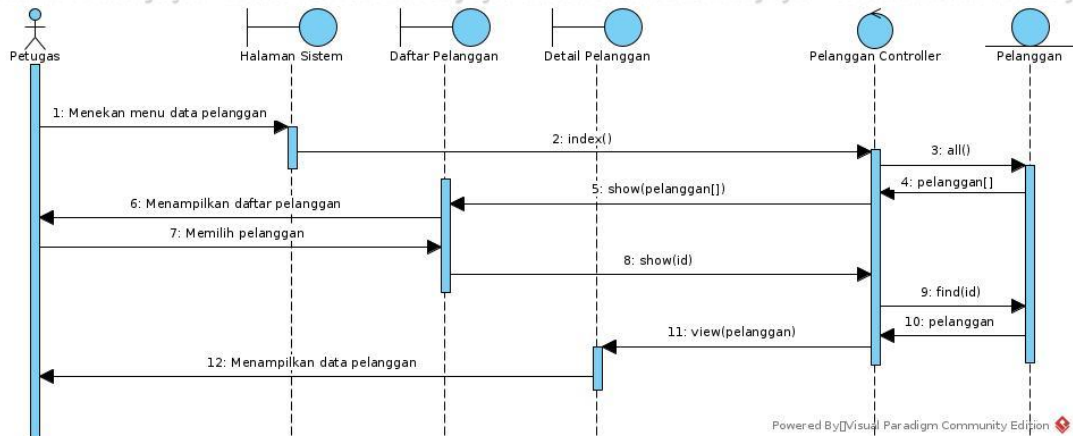 Petugas
Halaman Sistem
Daftar Pelanggan
Detail Pelanggan
Pelanggan Controller
Pelanggan
1: Menekan menu data pelanggan
2: index()
3: all()
4: pelanggan[]
5: show(pelanggan[])
6: Menampilkan daftar pelanggan
7: Memilih pelanggan
8: show(id)
9: find(id)
10: pelanggan
11: view(pelanggan)
12: Menampilkan data pelanggan
Powered By Visual Paradigm Community Edition